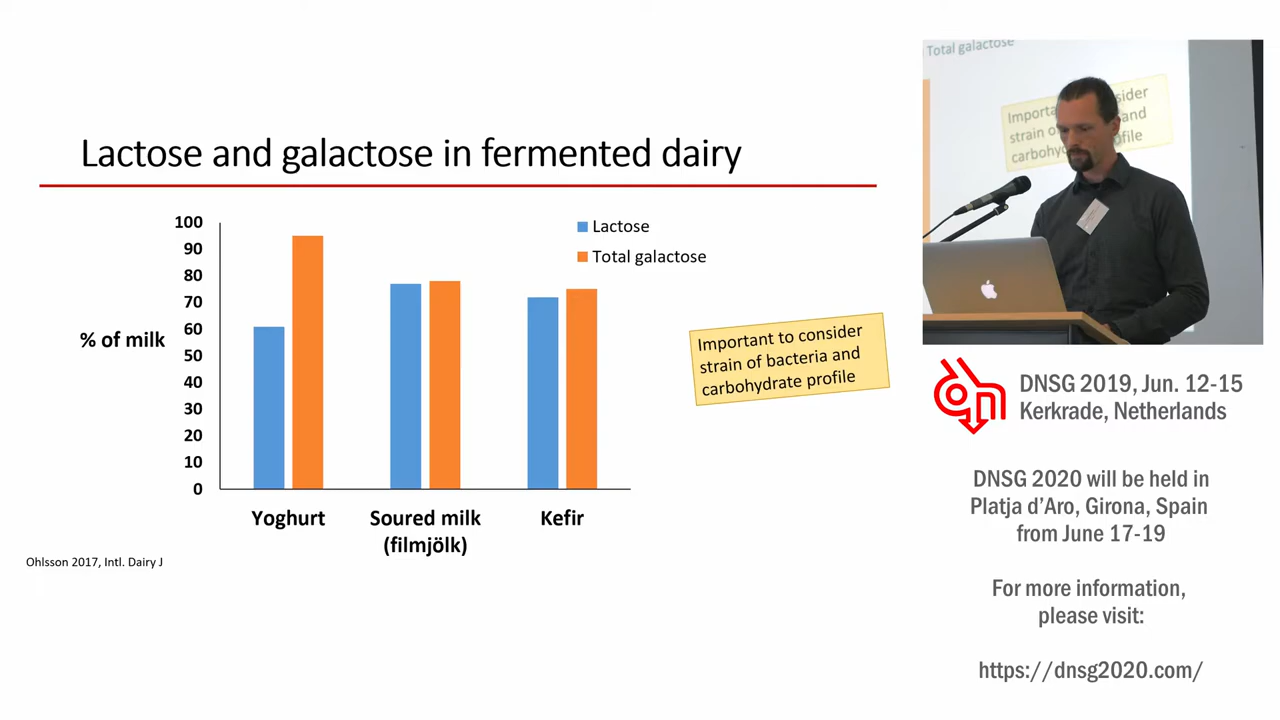 Lactose and galactose in fermented dairy
100
90
80
70
60
50
40
30
20
10
0
% of milk
Lactose
Total galactose
Yoghurt
Soured milk
(filmjölk)
Kefir
Important to consider
strain of bacteria and
carbohydrate profile
Ohlsson 2017, Intl. Dairy J
Total galactose
DNSG 2019, Jun. 12-15
Kerkrade, Netherlands
DNSG 2020 will be held in
Platja d’Aro, Girona, Spain
from June 17-19
For more information,
please visit:
https://dnsg2020.com/